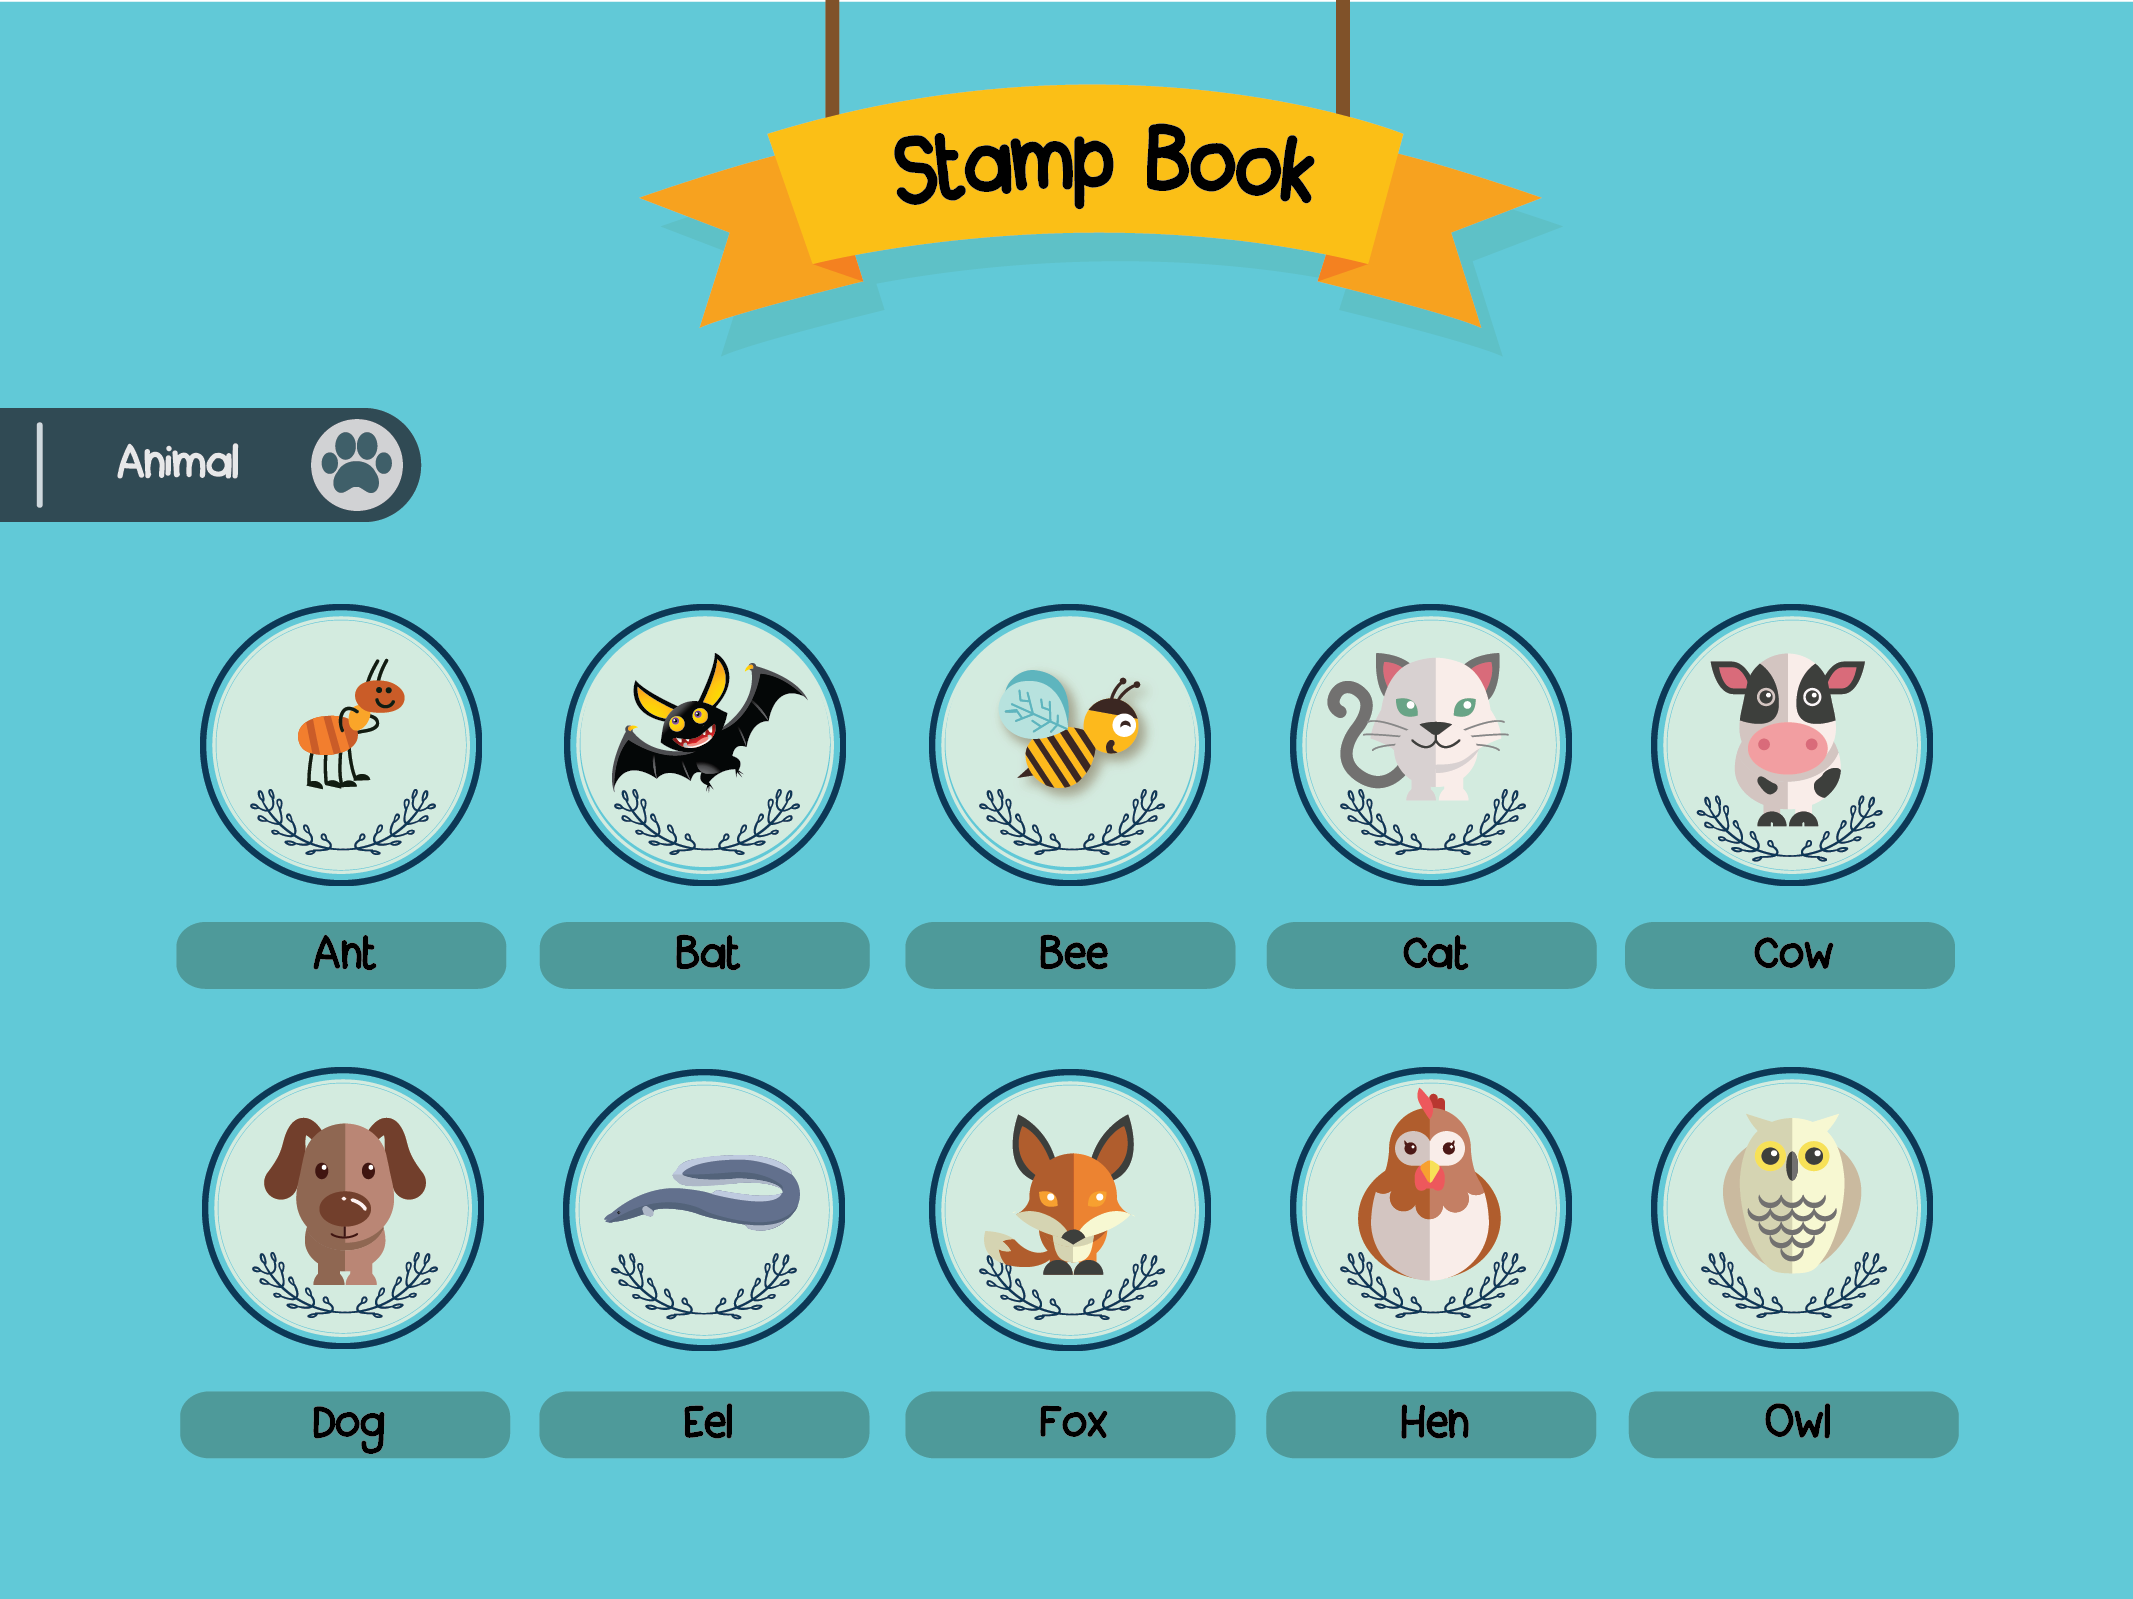 Stamp Book
Animal
Ant
Bat
Bee
Cat
Cow
Dog
Eel
Fox
Hen
Owl